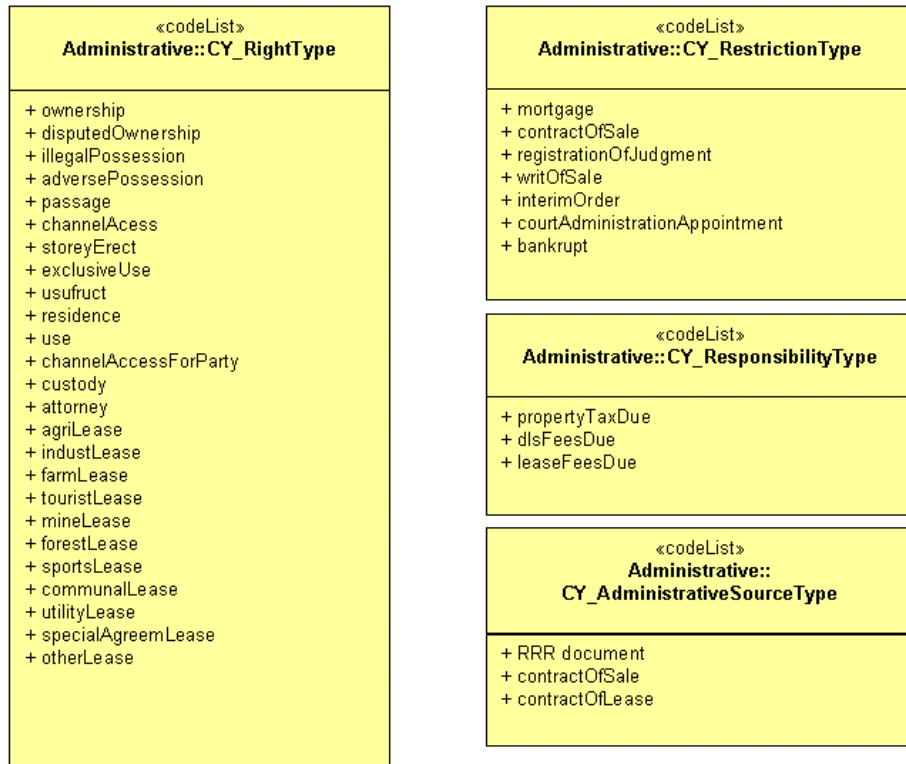 «codeList»
Administrative::CY_RightType
+ ownership
+ disputedOwnership
+ illegalPossession
+ adversePossession
+ passage
+ channelAcess
+ storeyErect
+ exclusiveUse
+ usufruct
+ residence
+ use
+ channelAccessForParty
+ custody
+ attorney
+ agriLease
+ industLease
+ farmLease
+ touristLease
+ mineLease
+ forestLease
+ sportsLease
+ communalLease
+ utilityLease
+ specialAgreemLease
+ otherLease
«codeList»
Administrative::CY_RestrictionType
+ mortgage
+ contractOfSale
+ registrationOfJudgment
+ writOfSale
+ interimOrder
+ courtAdministrationAppointment
+ bankrupt
«codeList»
Administrative::CY_ResponsibilityType
+ propertyTaxDue
+ dlsFeesDue
+ leaseFeesDue
«codeList»
Administrative::
CY_AdministrativeSourceType
+ RRR document
+ contractOfSale
+ contractOfLease